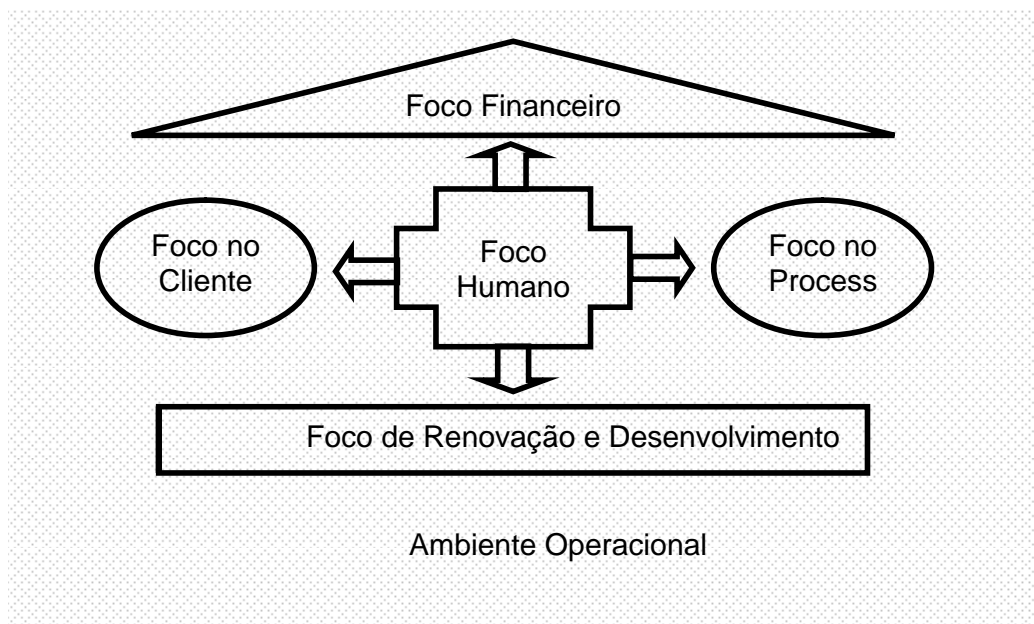 Foco Financeiro
Foco no
Cliente
Foco
Humano
Foco no
Process
Foco de Renovação e Desenvolvimento
Ambiente Operacional